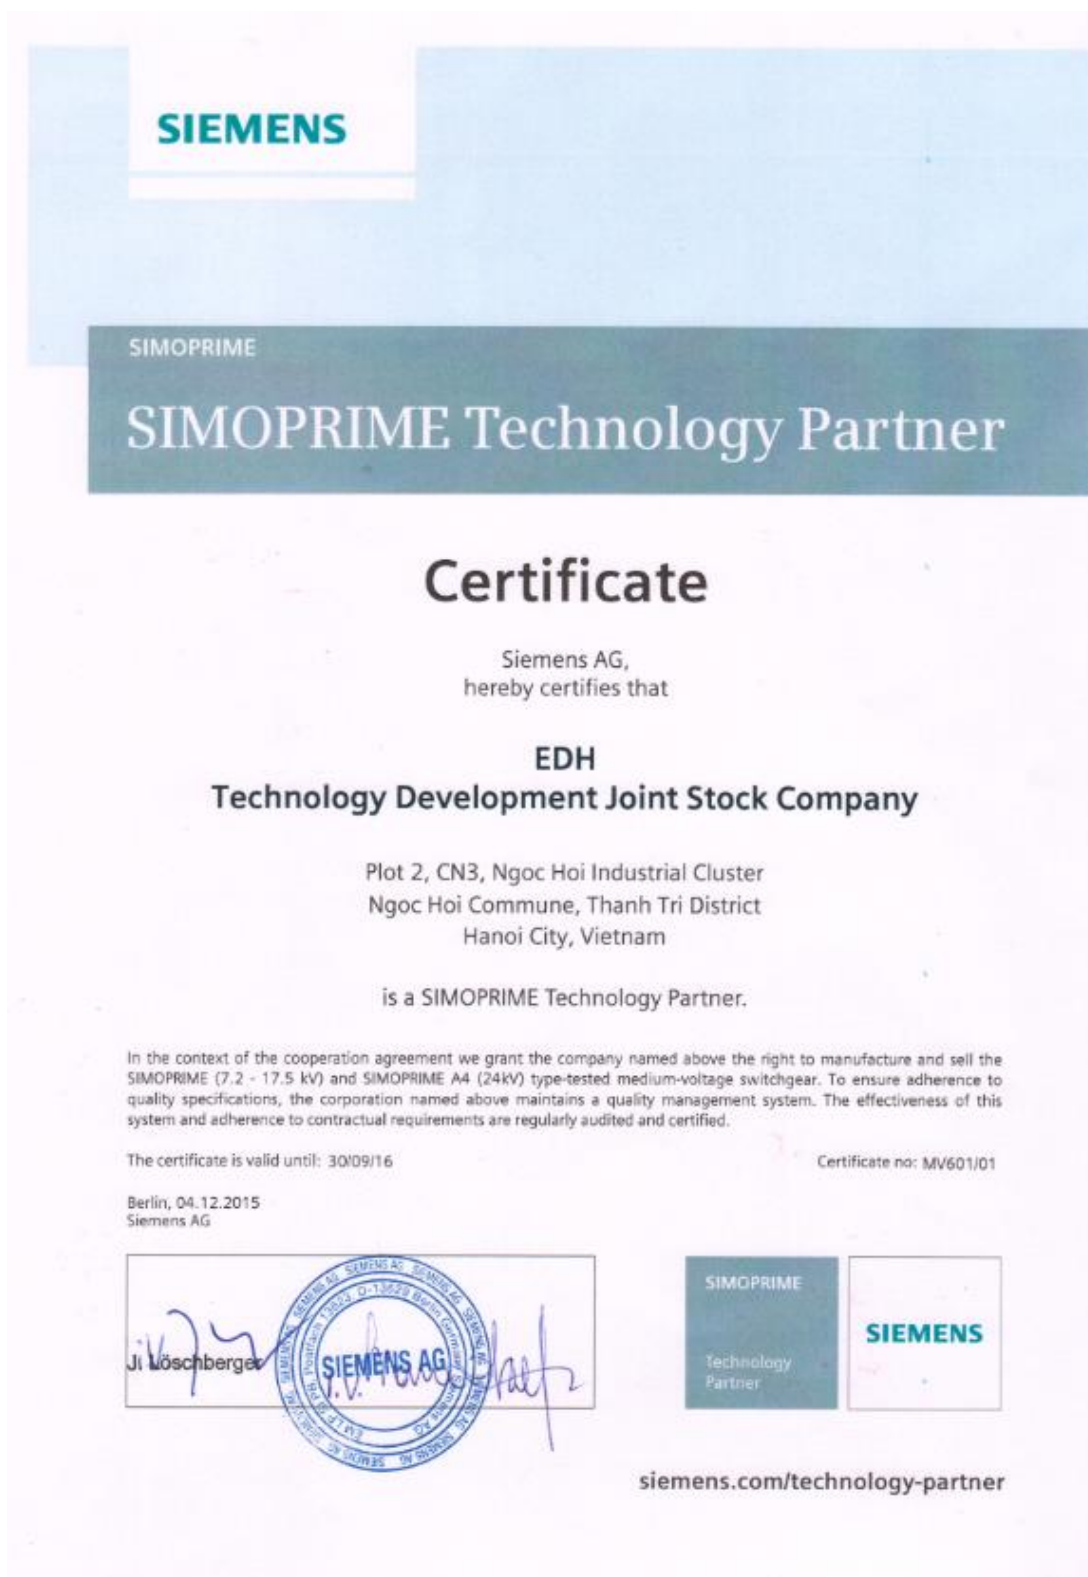 SIEMENS
SIMOPRIME
SIMOPRIME Technology Partner
Certificate
Siemens AG,
hereby certifies that
EDH
Technology Development Joint Stock Company
Plot 2, CN3, Ngoc Hoi Industrial Cluster
Ngoc Hoi Commune, Thanh Tri District
Hanoi City, Vietnam
is a SIMOPRIME Technology Partner.
In the context of the cooperation agreement we grant the company named above the right to manufacture and sell the
SIMOPRIME (7.2 - 17.5 kV) and SIMOPRIME A4 (24kV) type-tested medium-voltage switchgear. To ensure adherence to
quality specifications, the corporation named above maintains a quality management system. The effectiveness of this
system and adherence to contractual requirements are regularly audited and certified.
The certificate is valid until: 30/09/16
Certificate no: MV601/01
Berlin, 04.12.2015
Siemens AG
Löschberger
SIEMENS AG
SIMOPRIME
Technology
Partner
SIEMENS
siemens.com/technology-partner